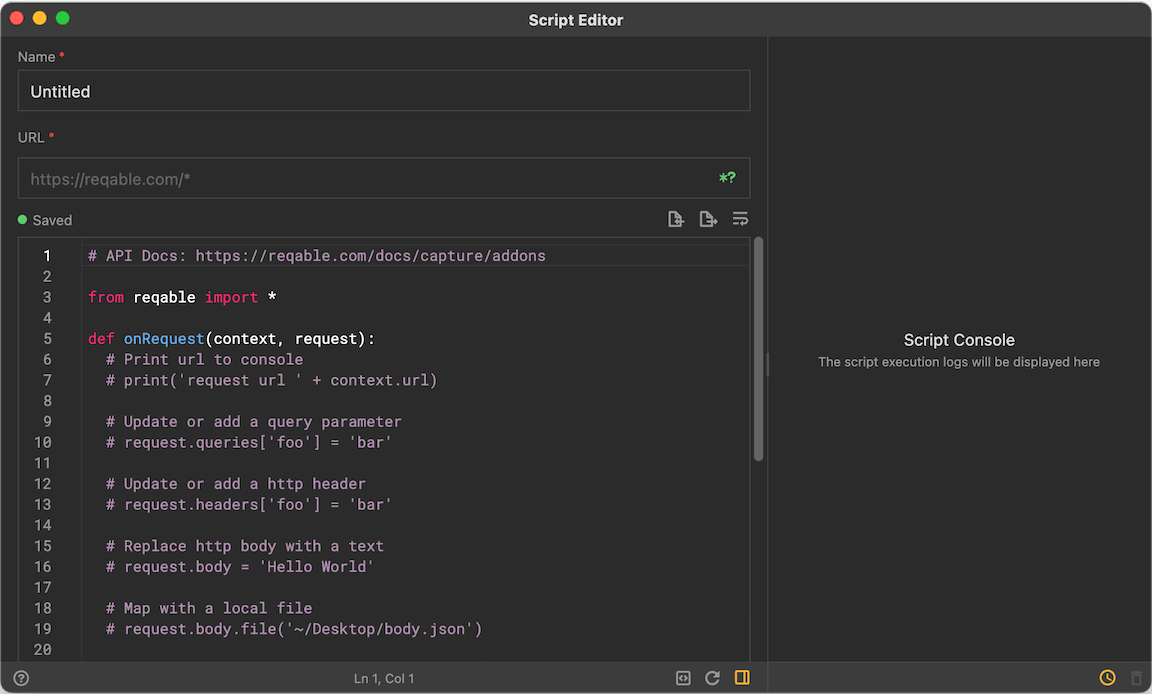 Script Editor
Name *
Untitled
URL *
https://reqable.com/*
*?
Saved
1 # API Docs: https://reqable.com/docs/capture/addons
2
3 from reqable import *
4
5 def onRequest(context, request):
6 # Print url to console
7 # print('request url ' + context.url)
8
9 # Update or add a query parameter
10 # request.queries['foo'] = 'bar'
11
12 # Update or add a http header
13 # request.headers['foo'] = 'bar'
14
15 # Replace http body with a text
16 # request.body = 'Hello World'
17
18 # Map with a local file
19 # request.body.file('~/Desktop/body.json')
20
Script Console
The script execution logs will be displayed here
Ln 1, Col 1